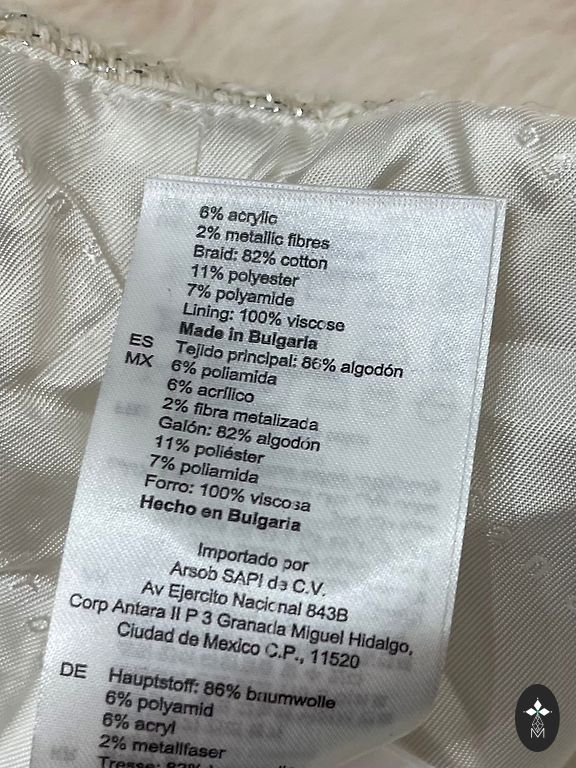 6% acrylic
2% metallic fibres
Braid: 82% cotton
11% polyester
7% polyamide
Lining: 100% viscose
Made in Bulgaria
ES
MX
Tejido principal: 86% algodón
6% poliamida
6% acrílico
2% fibra metalizada
Galón: 82% algodón
11% poliéster
7% poliamida
Forro: 100% viscosa
Hecho en Bulgaria
Importado por
Arsob SAPI de C.V.
Av Ejercito Nacional 843B
Corp Antara II P 3 Granada Miguel Hidalgo,
Ciudad de Mexico C.P., 11520
DE Hauptstoff: 86% baumwolle
6% polyamid
6% acryl
2% metallfaser
Tresse: 82%
M